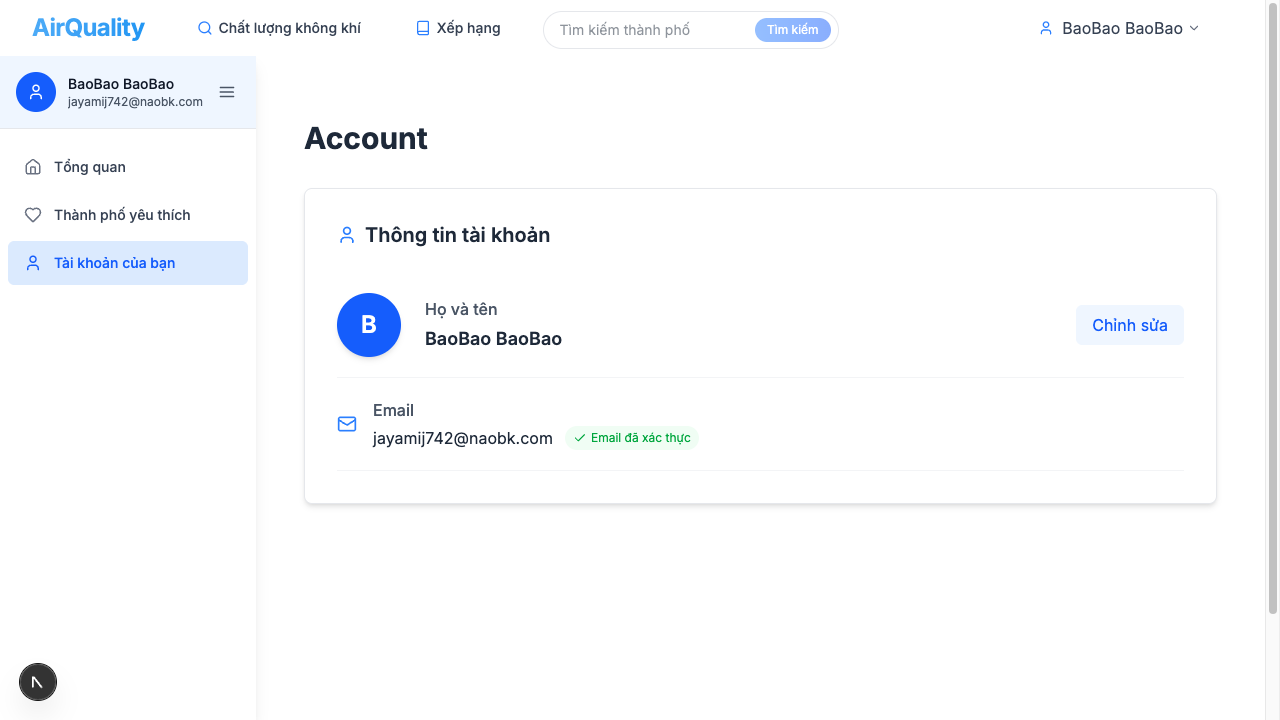 AirQuality
Chất lượng không khí
Xếp hạng
Tìm kiếm thành phố
Tìm kiếm
BaoBao BaoBao
BaoBao BaoBao
jayamij742@naobk.com
Tổng quan
Thành phố yêu thích
Tài khoản của bạn
Account
Thông tin tài khoản
B
Họ và tên
BaoBao BaoBao
Chỉnh sửa
Email
jayamij742@naobk.com
Email đã xác thực